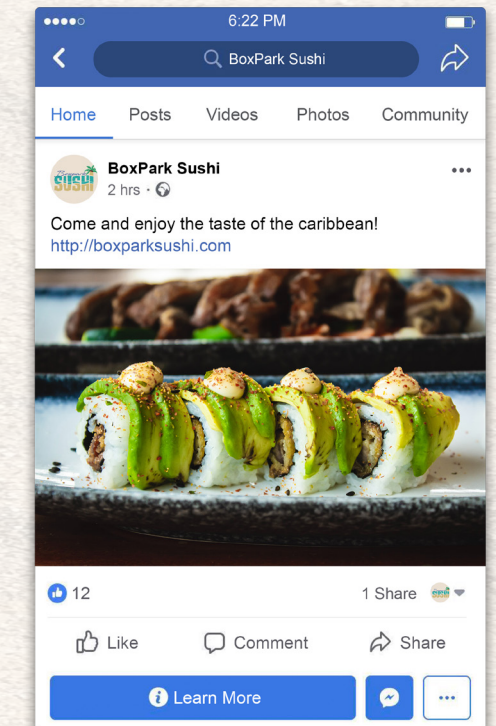 6:22 PM
BoxPark Sushi
Home Posts Videos Photos Community
BoxPark Sushi
2 hrs
Come and enjoy the taste of the caribbean!
http://boxparksushi.com
SUSHI
12
1 Share
Like Comment Share
Learn More